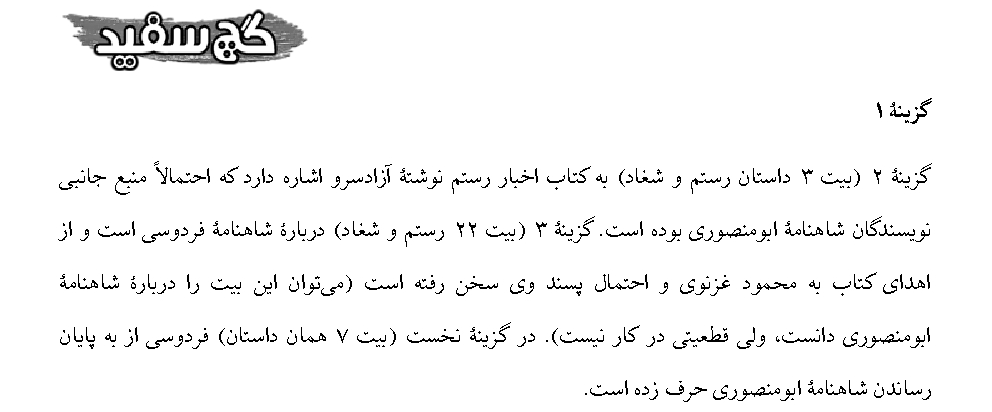 گچ سفید
گزینهٔ ۱
گزینهٔ ۲ (بیت ۳ داستان رستم و شغاد) به کتاب اخبار رستم نوشتهٔ آزادسرو اشاره دارد که احتمالاً منبع جانبی
نویسندگان شاهنامهٔ ابومنصوری بوده است. گزینهٔ ۳ (بیت ۲۲ رستم و شغاد) دربارهٔ شاهنامهٔ فردوسی است و از
اهدای کتاب به محمود غزنوی و احتمال پسند وی سخن رفته است (می‌توان این بیت را دربارهٔ شاهنامهٔ
ابومنصوری دانست، ولی قطعیتی در کار نیست). در گزینهٔ نخست (بیت ۷ همان داستان) فردوسی از به پایان
رساندن شاهنامهٔ ابومنصوری حرف زده است.